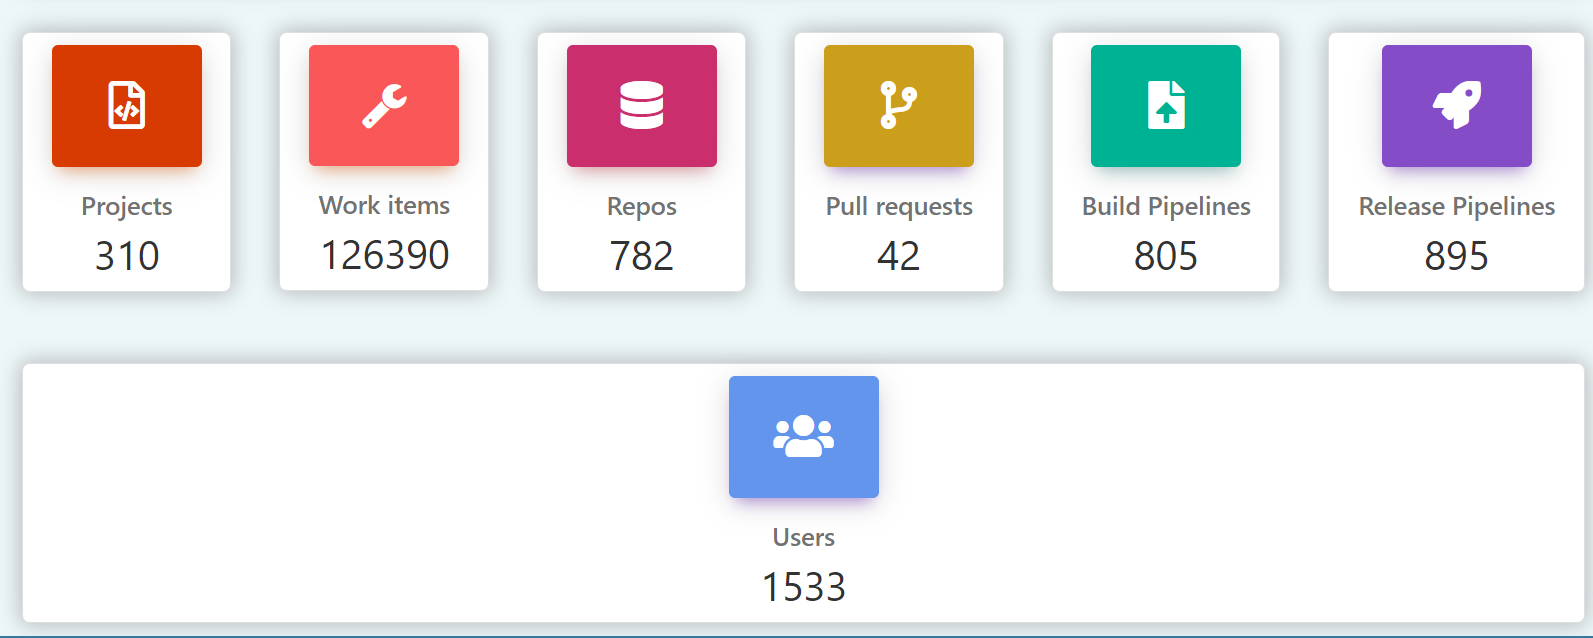 Projects
310
Work items
126390
Repos
782
Pull requests
42
Build Pipelines
805
Release Pipelines
895
Users
1533